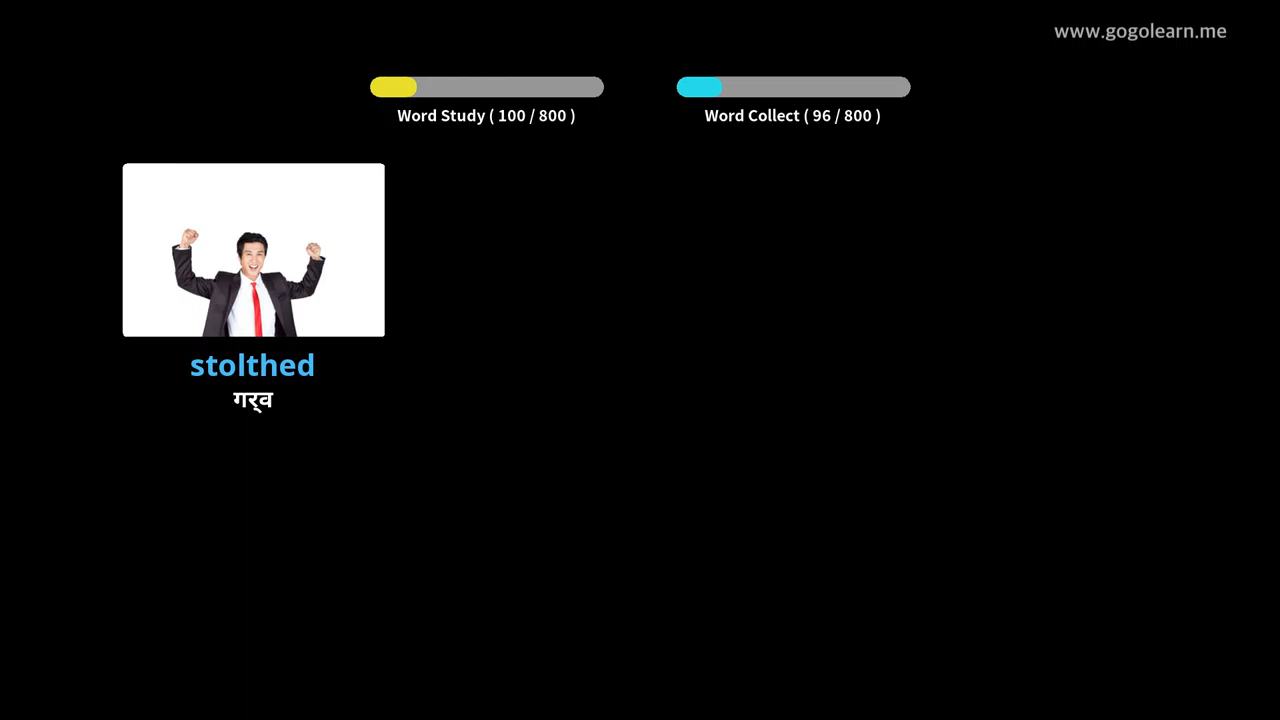 www.gogolearn.me
Word Study ( 100 / 800 )
Word Collect ( 96 / 800 )
stolthed
गर्‍व